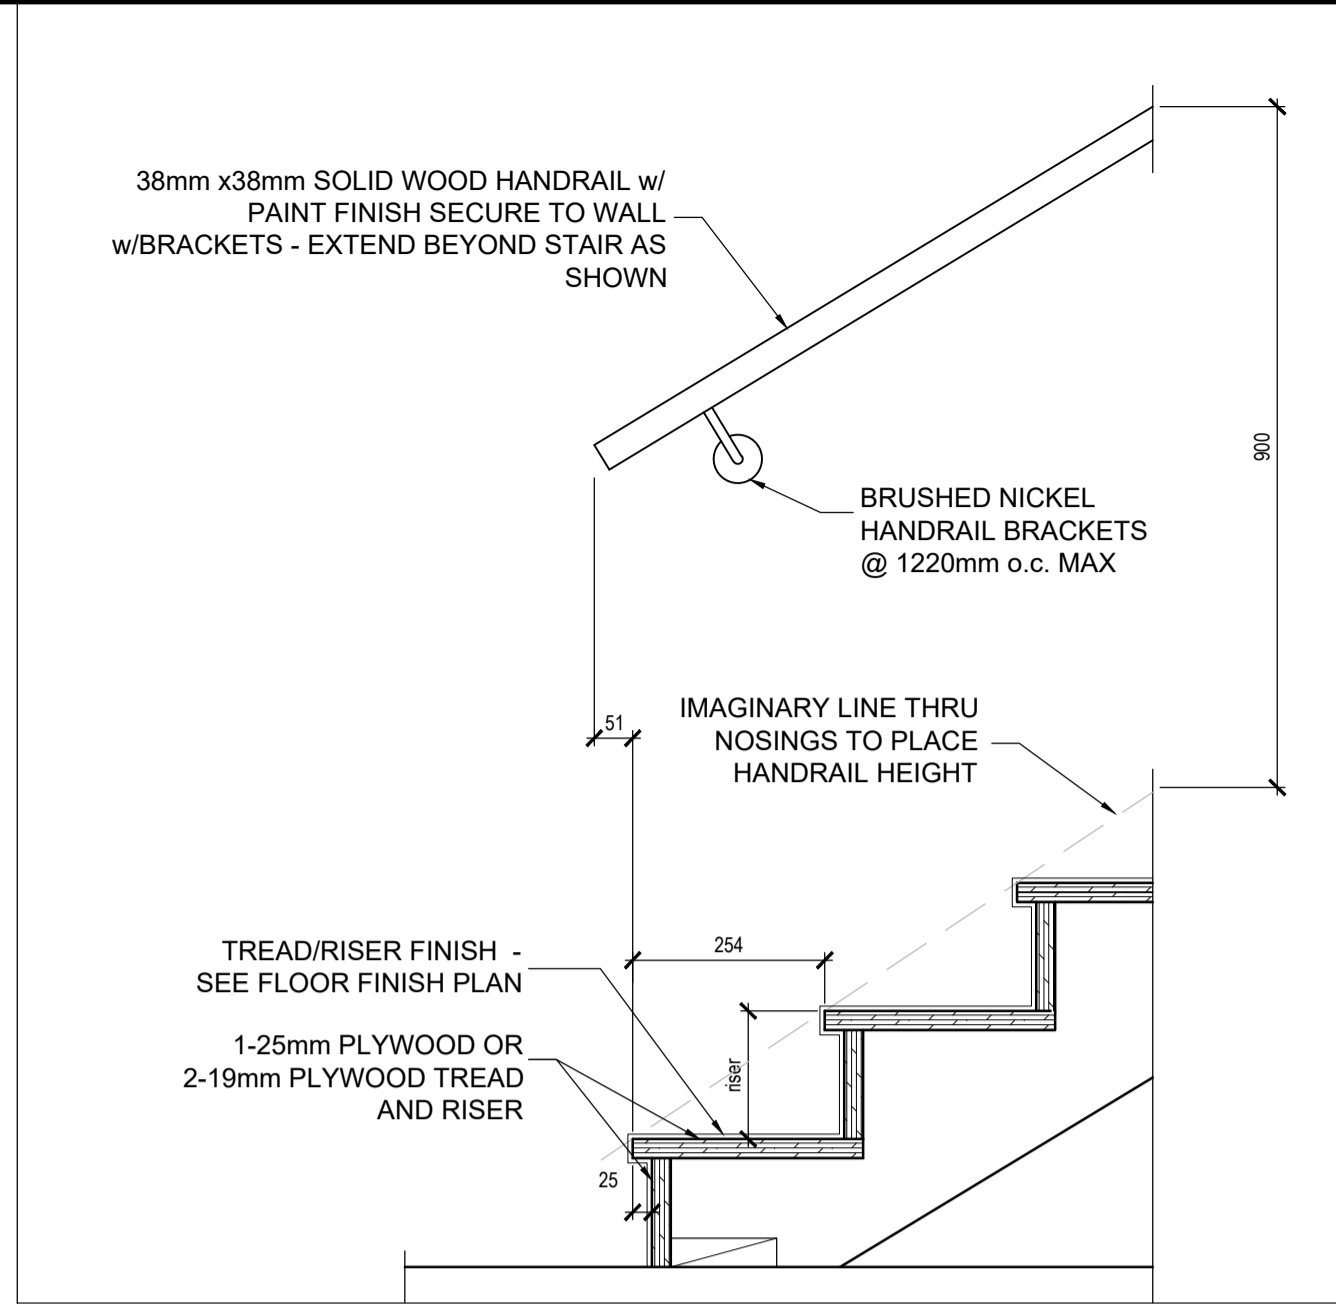 38mm x38mm SOLID WOOD HANDRAIL w/
PAINT FINISH SECURE TO WALL
w/BRACKETS - EXTEND BEYOND STAIR AS
SHOWN
900
BRUSHED NICKEL
HANDRAIL BRACKETS
@ 1220mm o.c. MAX
51
IMAGINARY LINE THRU
NOSINGS TO PLACE
HANDRAIL HEIGHT
254
TREAD/RISER FINISH -
SEE FLOOR FINISH PLAN
riser
1-25mm PLYWOOD OR
2-19mm PLYWOOD TREAD
AND RISER
25